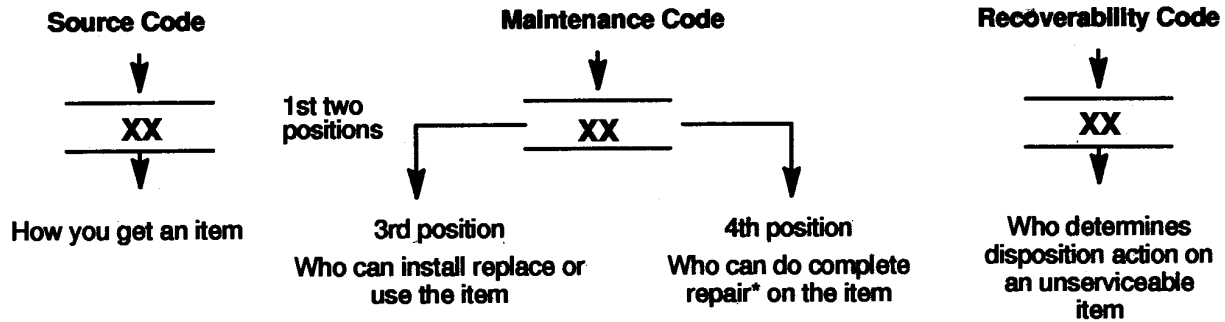 Source Code
Maintenance Code
Recoverability Code
XX
1st two
positions
XX
XX
How you get an item
3rd position
Who can install replace or
use the item
4th position
Who can do complete
repair* on the item
Who determines
disposition action on
an unserviceable
item